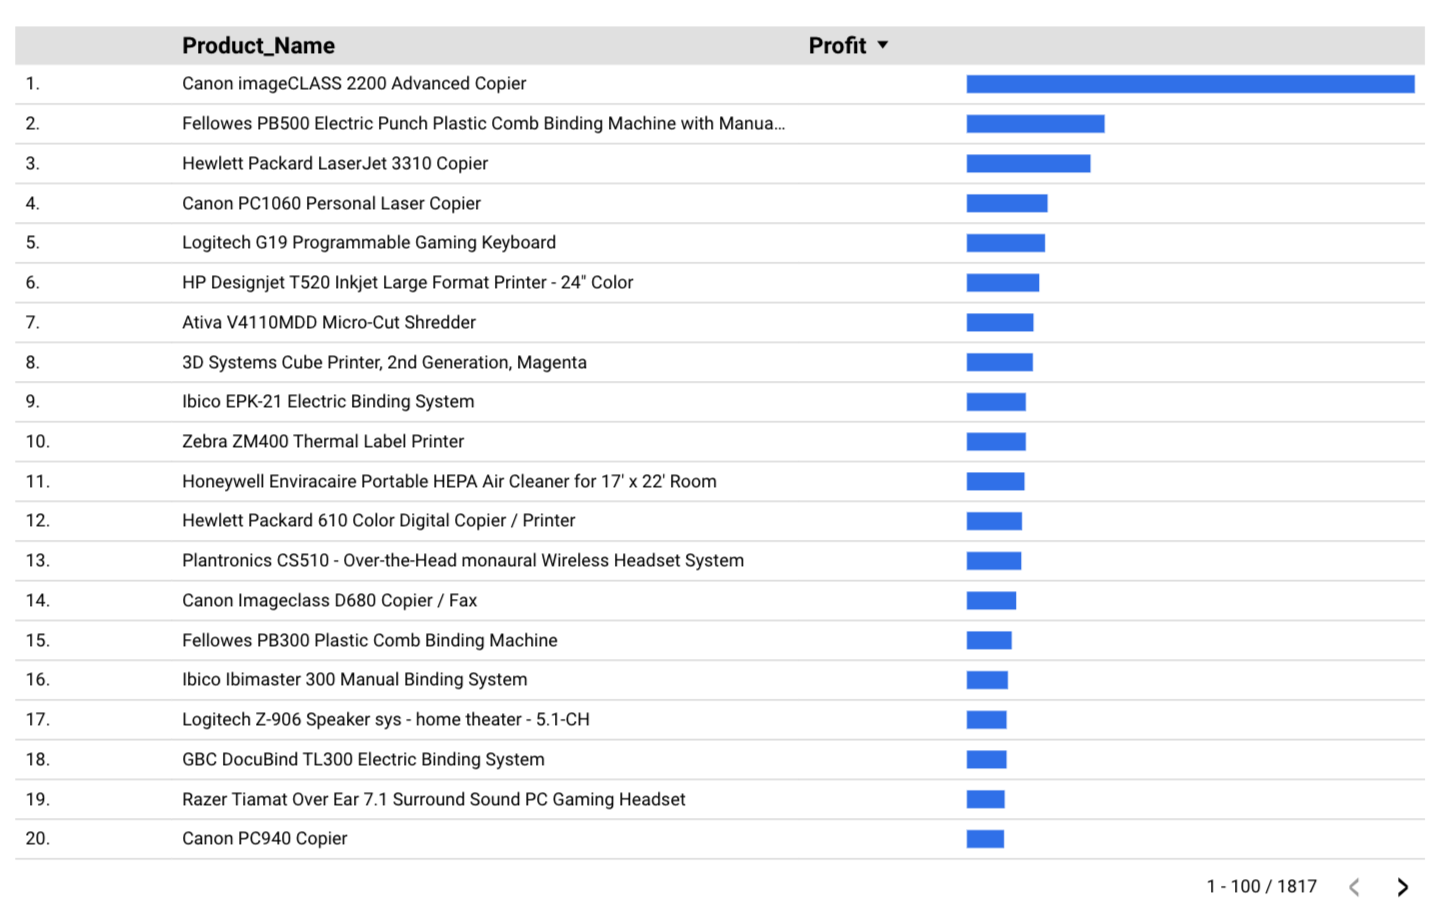 Product_Name Profit
1. Canon imageCLASS 2200 Advanced Copier
2. Fellowes PB500 Electric Punch Plastic Comb Binding Machine with Manua...
3. Hewlett Packard LaserJet 3310 Copier
4. Canon PC1060 Personal Laser Copier
5. Logitech G19 Programmable Gaming Keyboard
6. HP Designjet T520 Inkjet Large Format Printer - 24" Color
7. Ativa V4110MDD Micro-Cut Shredder
8. 3D Systems Cube Printer, 2nd Generation, Magenta
9. Ibico EPK-21 Electric Binding System
10. Zebra ZM400 Thermal Label Printer
11. Honeywell Enviracaire Portable HEPA Air Cleaner for 17' x 22' Room
12. Hewlett Packard 610 Color Digital Copier / Printer
13. Plantronics CS510 - Over-the-Head monaural Wireless Headset System
14. Canon Imageclass D680 Copier / Fax
15. Fellowes PB300 Plastic Comb Binding Machine
16. Ibico Ibimaster 300 Manual Binding System
17. Logitech Z-906 Speaker sys - home theater - 5.1-CH
18. GBC DocuBind TL300 Electric Binding System
19. Razer Tiamat Over Ear 7.1 Surround Sound PC Gaming Headset
20. Canon PC940 Copier
1 - 100 / 1817